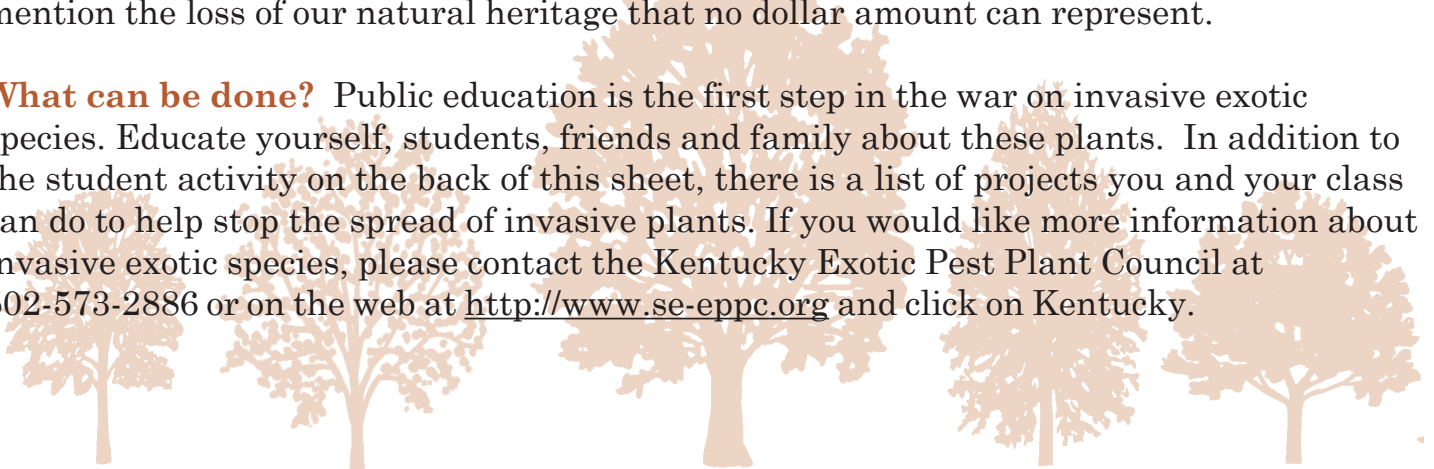 mention the loss of our natural heritage that no dollar amount can represent.
What can be done? Public education is the first step in the war on invasive exotic
species. Educate yourself, students, friends and family about these plants. In addition to
the student activity on the back of this sheet, there is a list of projects you and your class
can do to help stop the spread of invasive plants. If you would like more information about
invasive exotic species, please contact the Kentucky Exotic Pest Plant Council at
502-573-2886 or on the web at http://www.se-eppc.org and click on Kentucky.